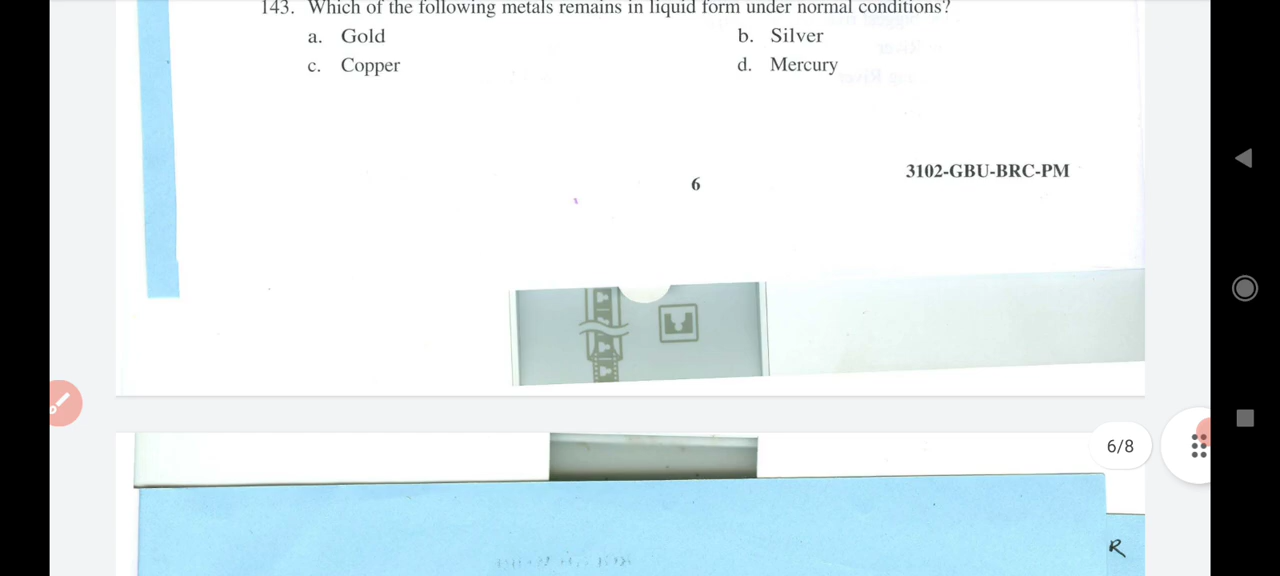 143. Which of the following metals remains in liquid form under normal conditions?
a. Gold b. Silver
c. Copper d. Mercury
3102-GBU-BRC-PM
6
6/8
R